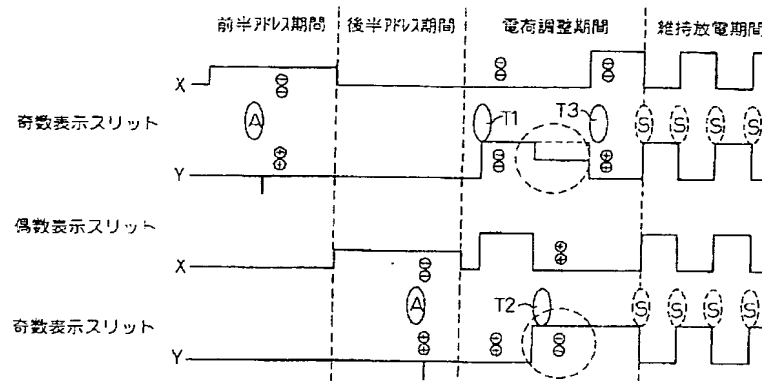 前半アドレス期間 後半アドレス期間 電荷調整期間 維持放電期間
X ⊖ ⊖ ⊖ ⊖ ⊖ ⊖
奇数表示スリット A T1 T3 S S S S
Y ⊕ ⊕ ⊖ ⊖ ⊕ ⊕
偶数表示スリット
X ⊖ ⊖ ⊕ ⊕
奇数表示スリット A T2 S S S S
Y ⊕ ⊕ ⊕ ⊕ ⊖ ⊖